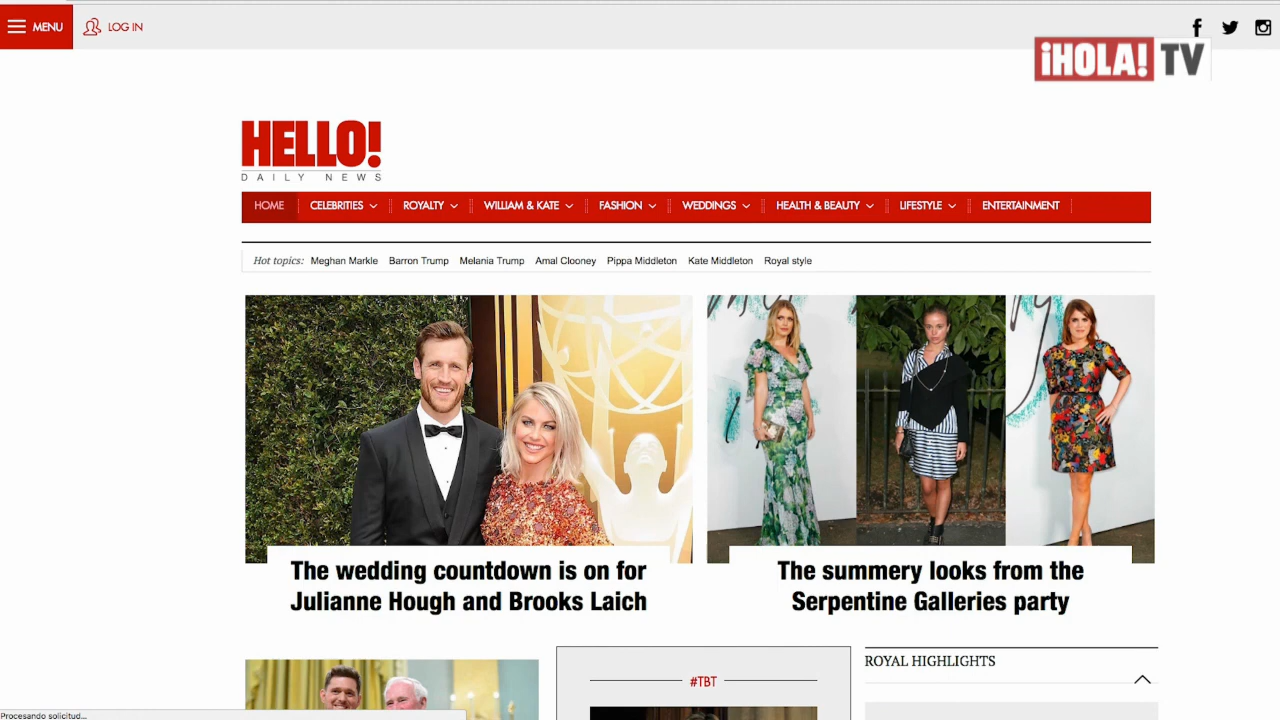 MENU
LOG IN
¡HOLA! TV
HELLO!
DAILY NEWS
HOME CELEBRITIES ROYALTY WILLIAM & KATE FASHION WEDDINGS HEALTH & BEAUTY LIFESTYLE ENTERTAINMENT
Hot topics: Meghan Markle Barron Trump Melania Trump Amal Clooney Pippa Middleton Kate Middleton Royal style
The wedding countdown is on for
Julianne Hough and Brooks Laich
The summery looks from the
Serpentine Galleries party
#TBT
ROYAL HIGHLIGHTS
Procesando solicitud...